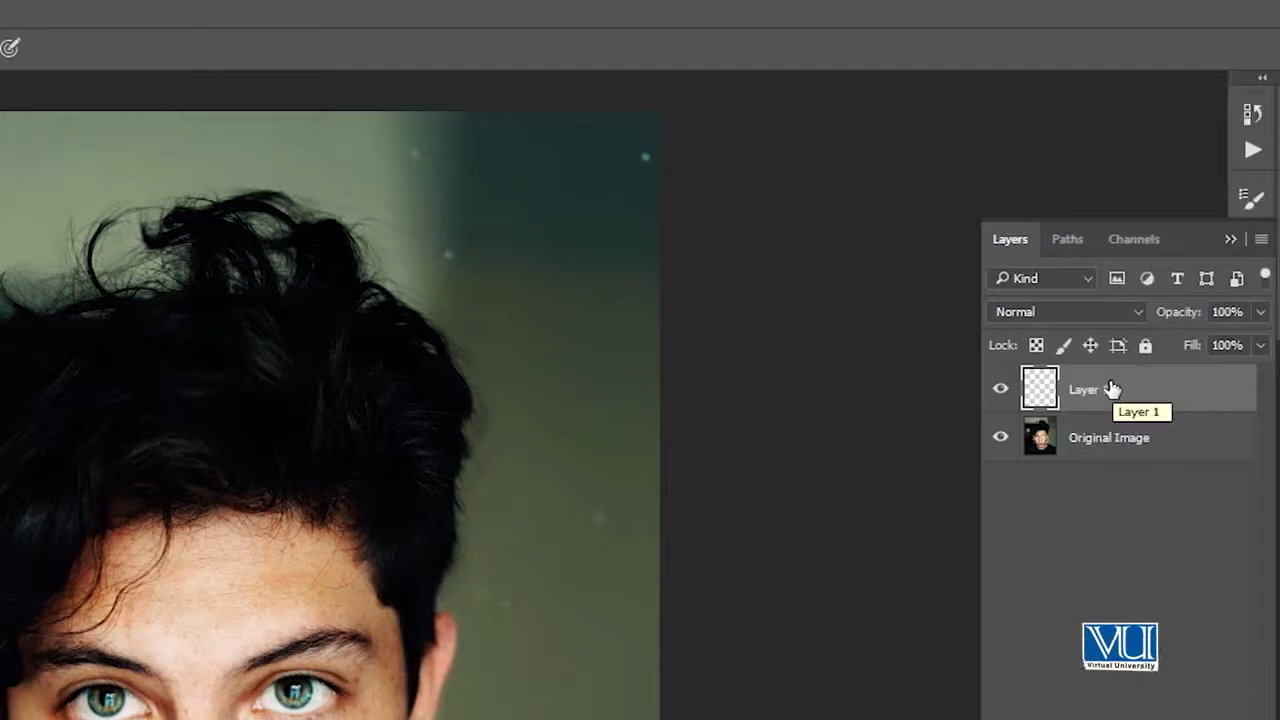 Layers Paths Channels
Kind
Normal Opacity: 100%
Lock: Fill: 100%
Layer
Layer 1
Original Image
VU
Virtual University